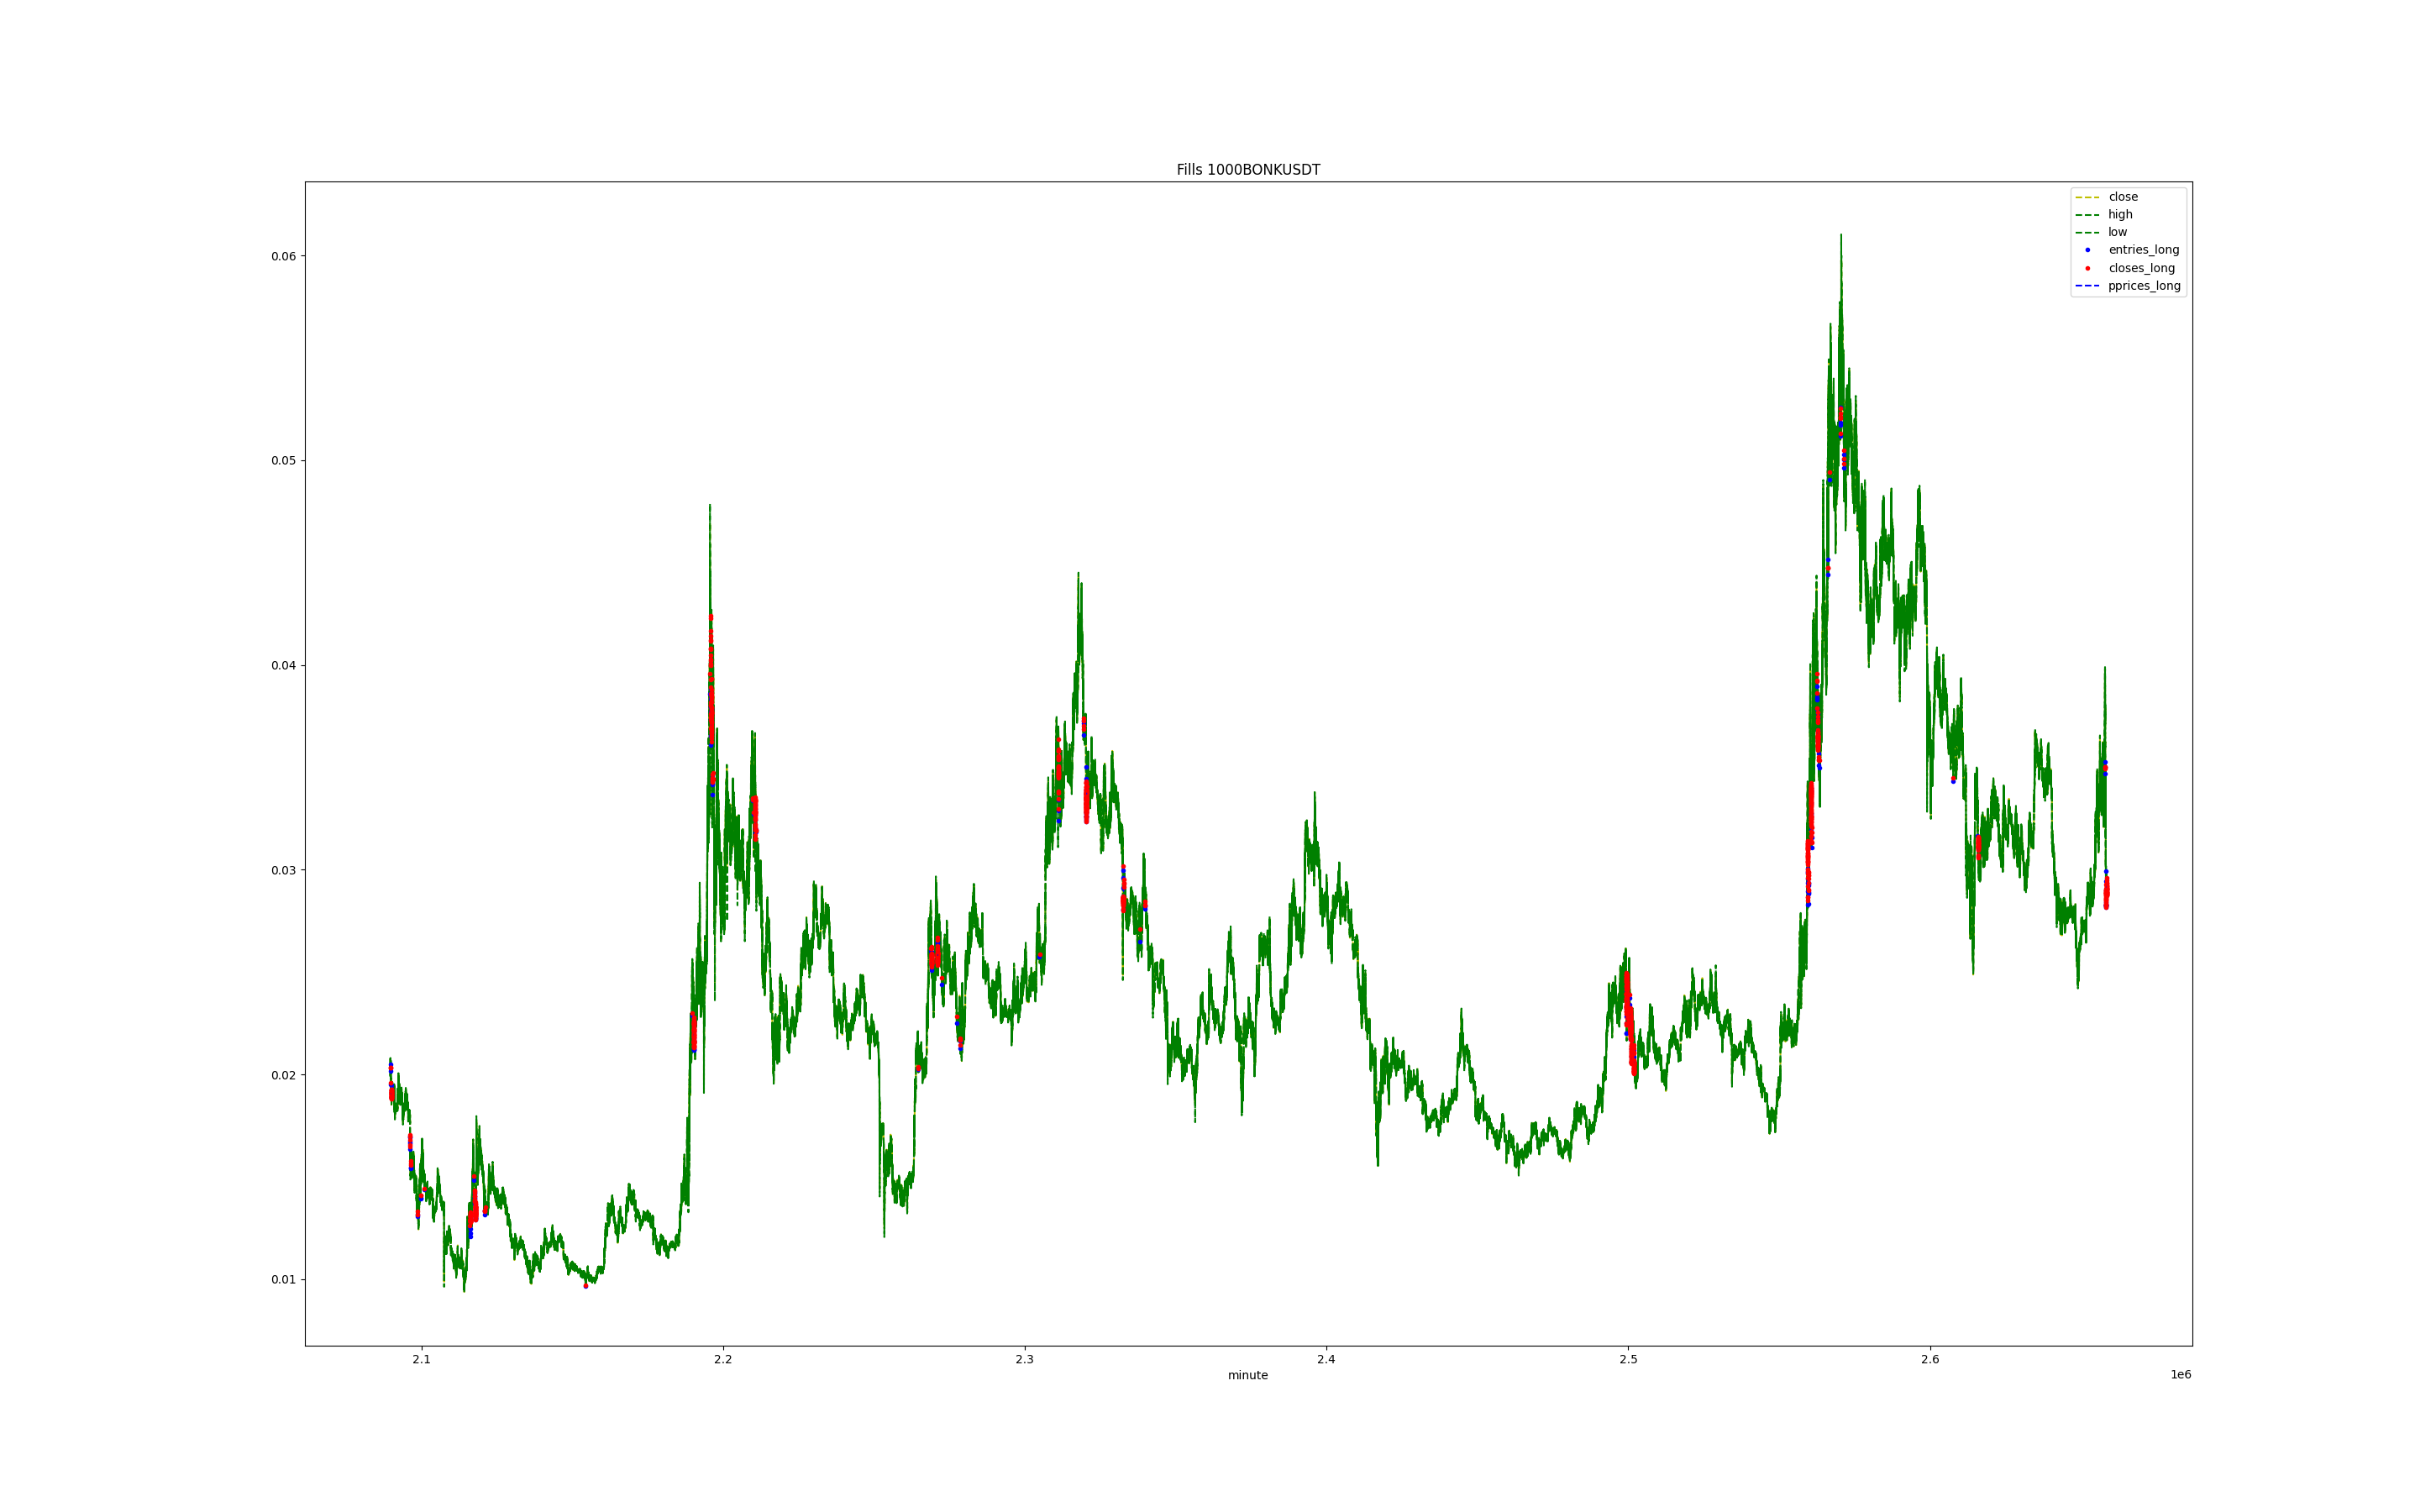 Fills 1000BONKUSDT
close
high
low
entries_long
closes_long
pprices_long
0.06
0.05
0.04
0.03
0.02
0.01
2.1 2.2 2.3 2.4 2.5 2.6
minute
1e6